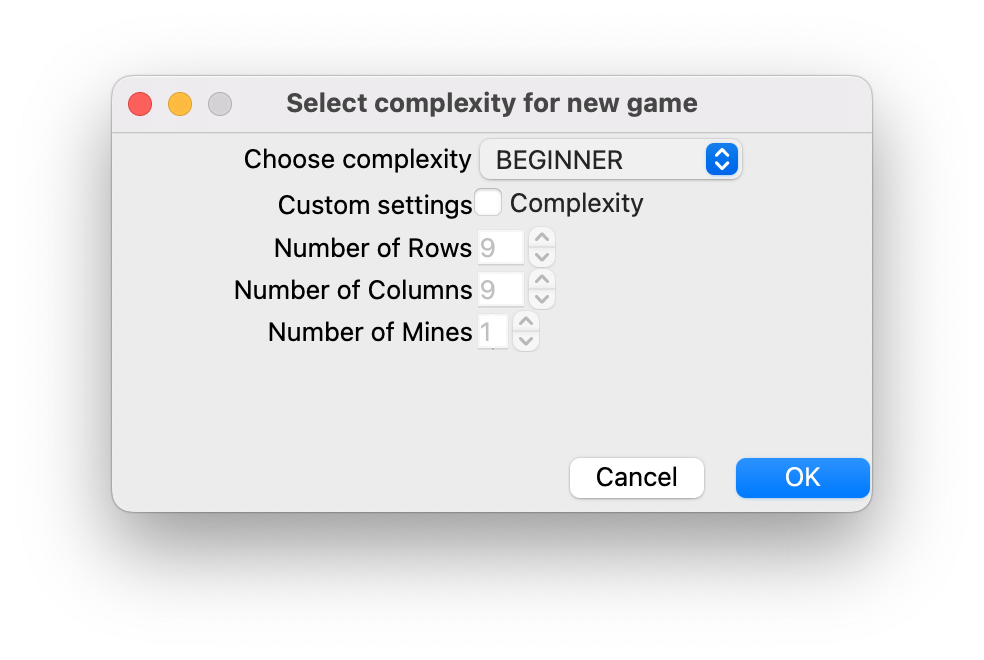 Select complexity for new game
Choose complexity BEGINNER
Custom settings Complexity
Number of Rows 9
Number of Columns 9
Number of Mines 1
Cancel OK